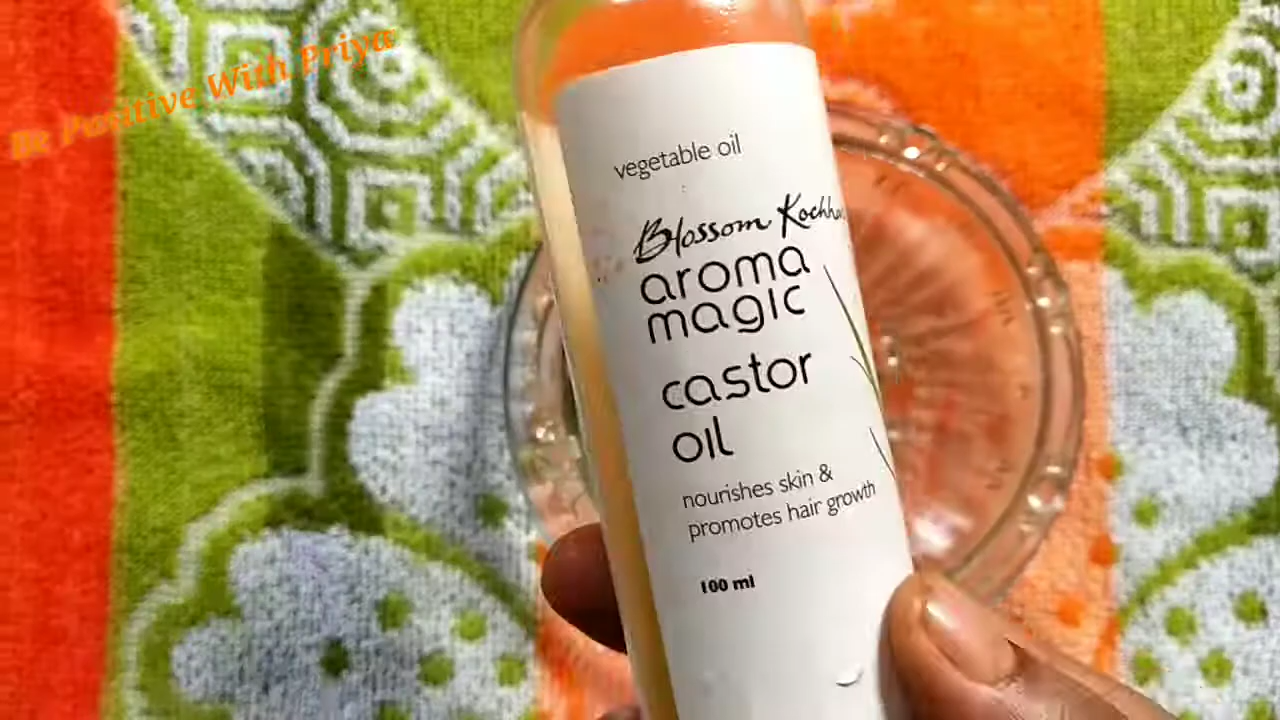 Be Positive With Priya
vegetable oil
Blossom Kochhar
aroma
magic
castor
oil
nourishes skin &
promotes hair growth
100 ml